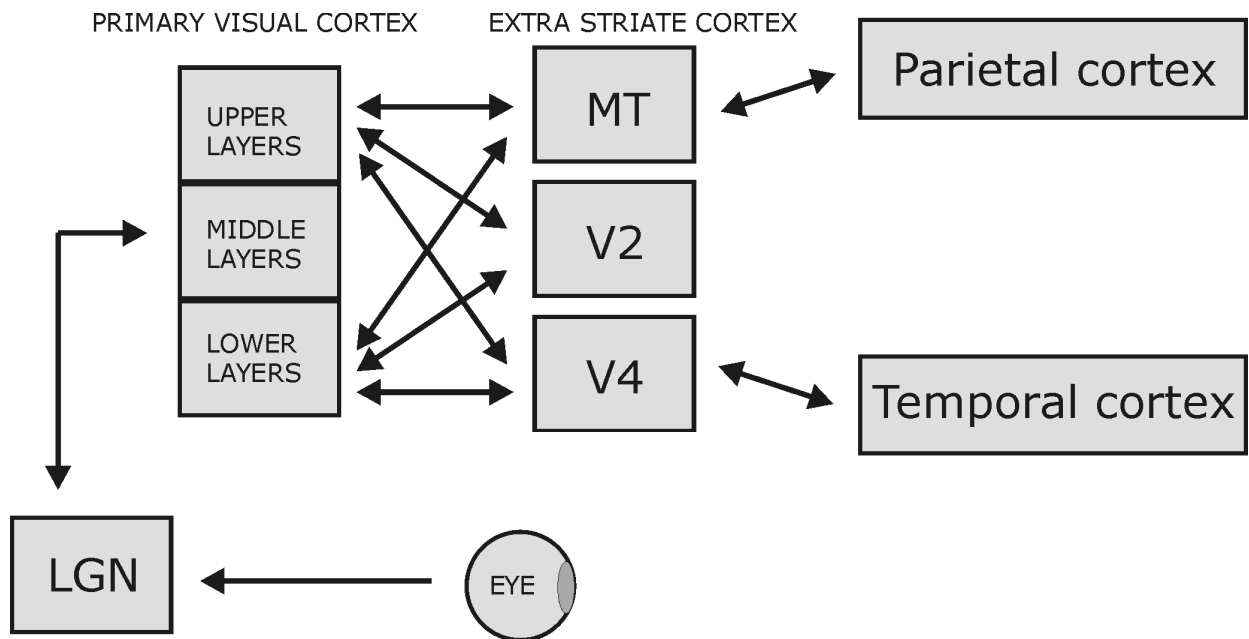 PRIMARY VISUAL CORTEX
EXTRA STRIATE CORTEX
UPPER
LAYERS
MIDDLE
LAYERS
LOWER
LAYERS
MT
V2
V4
Parietal cortex
Temporal cortex
LGN
EYE